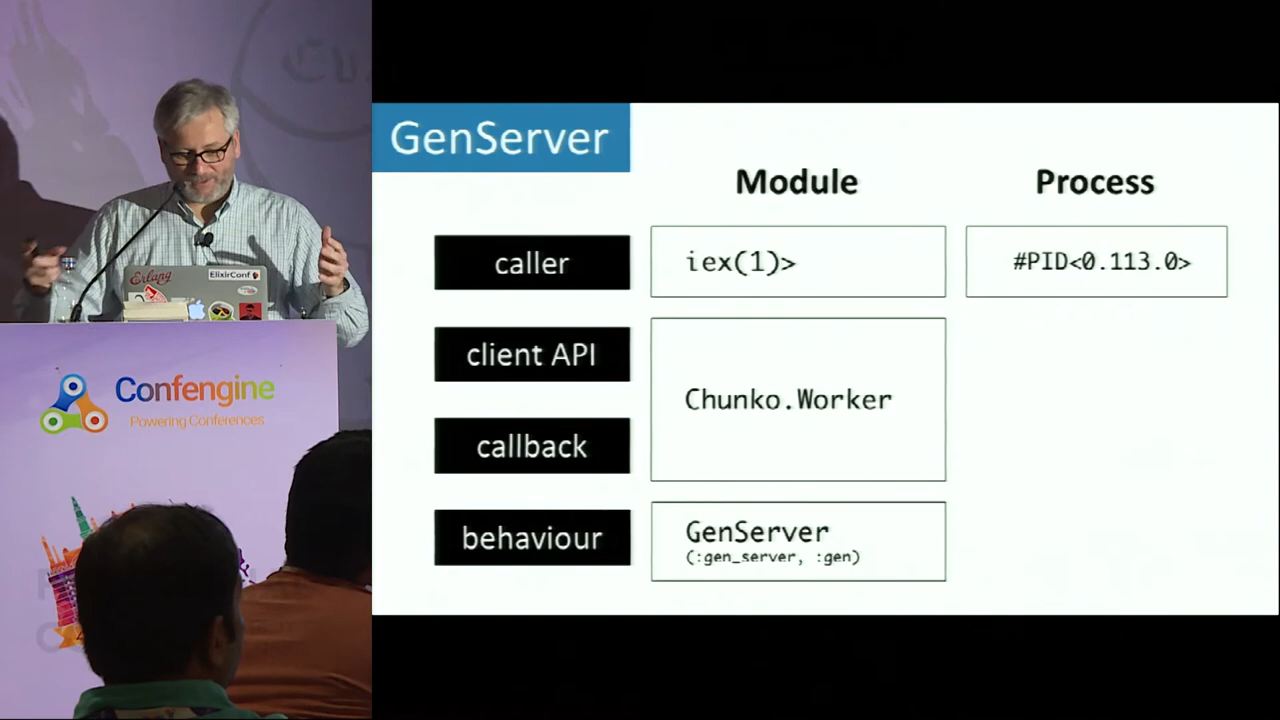 GenServer
Module
Process
caller
iex(1)>
#PID<0.113.0>
client API
Chunko.Worker
callback
behaviour
GenServer
(:gen_server, :gen)
Erlang
ElixirConf
Confengine
Powering Conferences